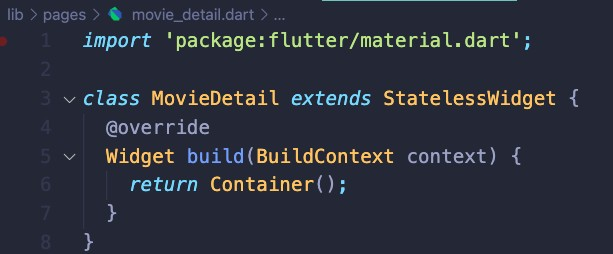 lib > pages > movie_detail.dart > ...
1 import 'package:flutter/material.dart';
2
3 class MovieDetail extends StatelessWidget {
4 @override
5 Widget build(BuildContext context) {
6 return Container();
7 }
8 }